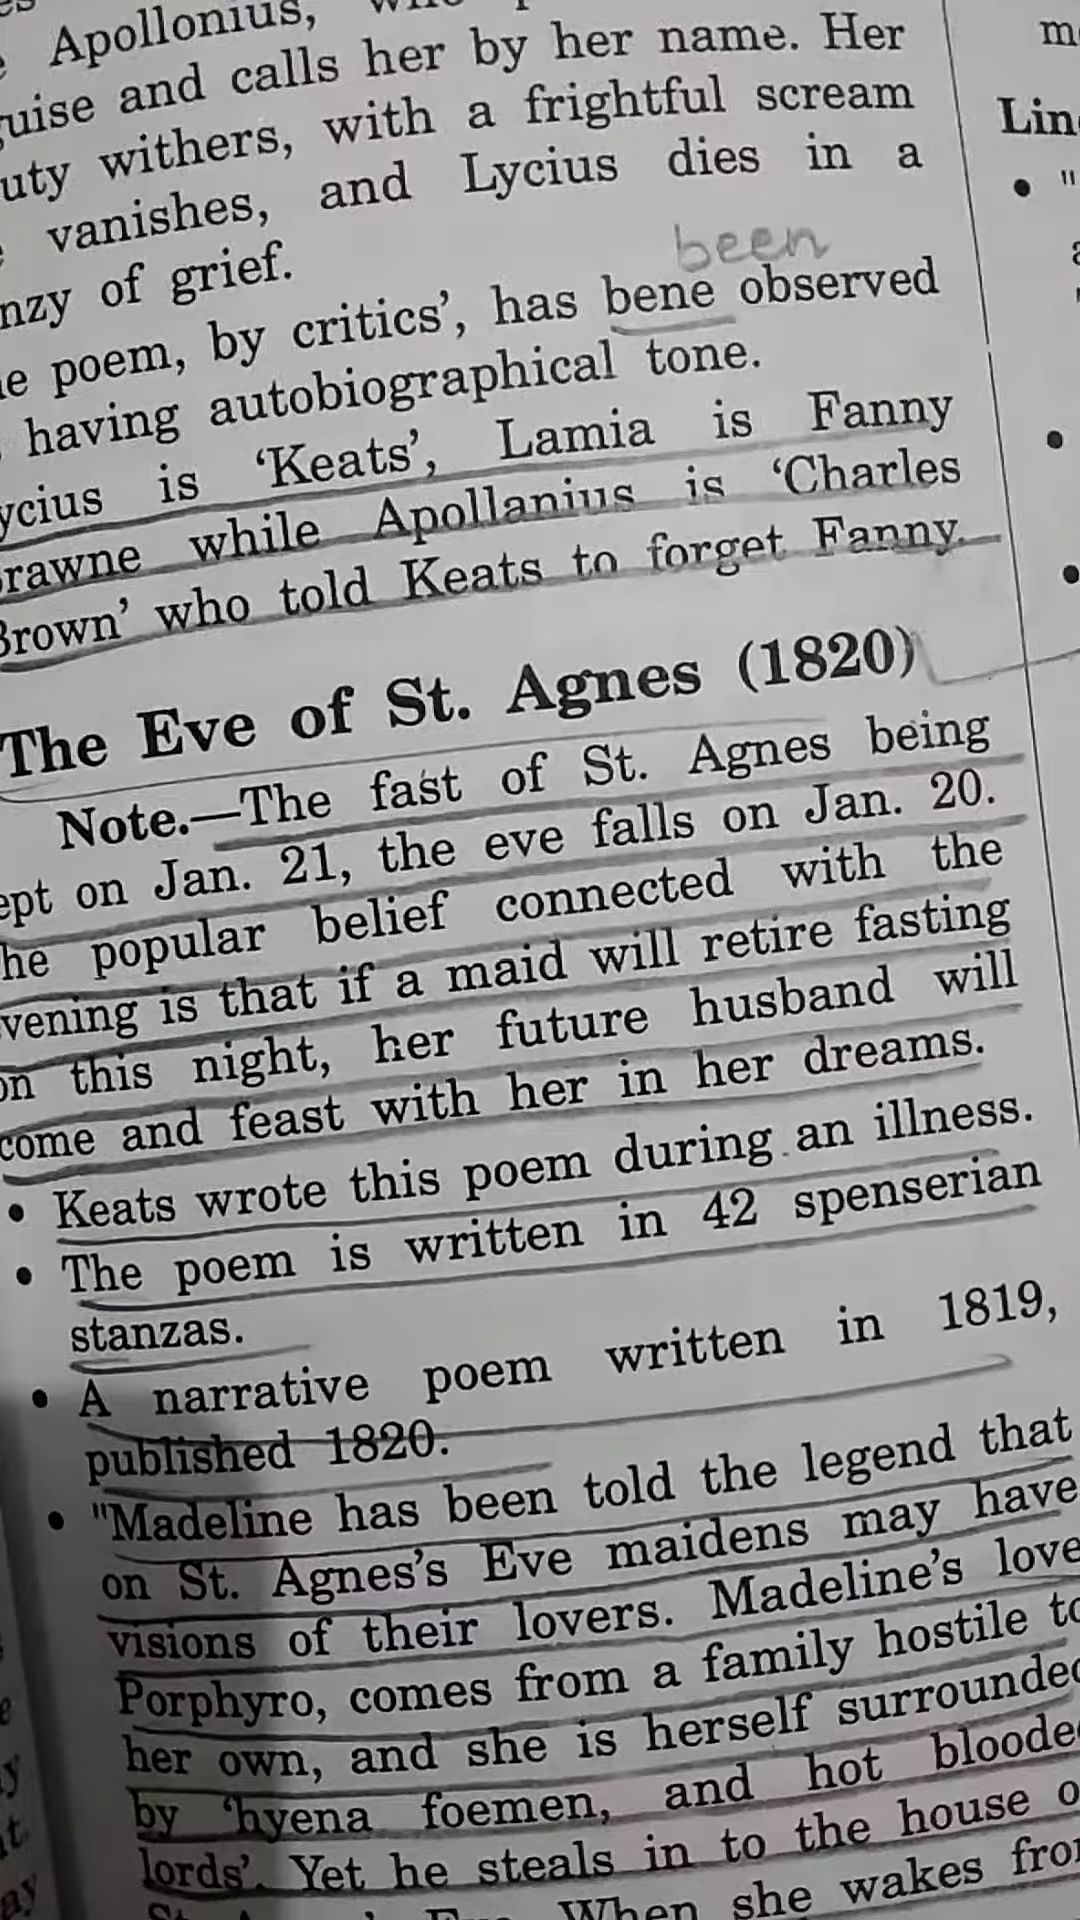 Apollonius,
uise and calls her by her name. Her
uty withers, with a frightful scream
vanishes, and Lycius dies in a
nzy of grief.
been
e poem, by critics', has bene observed
having autobiographical tone.
ycius is 'Keats', Lamia is Fanny
rawne while Apollanius is 'Charles
Brown' who told Keats to forget Fanny.
The Eve of St. Agnes (1820)
Note.—The fast of St. Agnes being
ept on Jan. 21, the eve falls on Jan. 20.
he popular belief connected with the
vening is that if a maid will retire fasting
on this night, her future husband will
come and feast with her in her dreams.
• Keats wrote this poem during an illness.
• The poem is written in 42 spenserian
stanzas.
• A narrative poem written in 1819,
published 1820.
• "Madeline has been told the legend that
on St. Agnes's Eve maidens may have
visions of their lovers. Madeline's love
Porphyro, comes from a family hostile to
her own, and she is herself surrounded
by 'hyena foemen, and hot bloode
lords'. Yet he steals in to the house o
When she wakes from
Lin